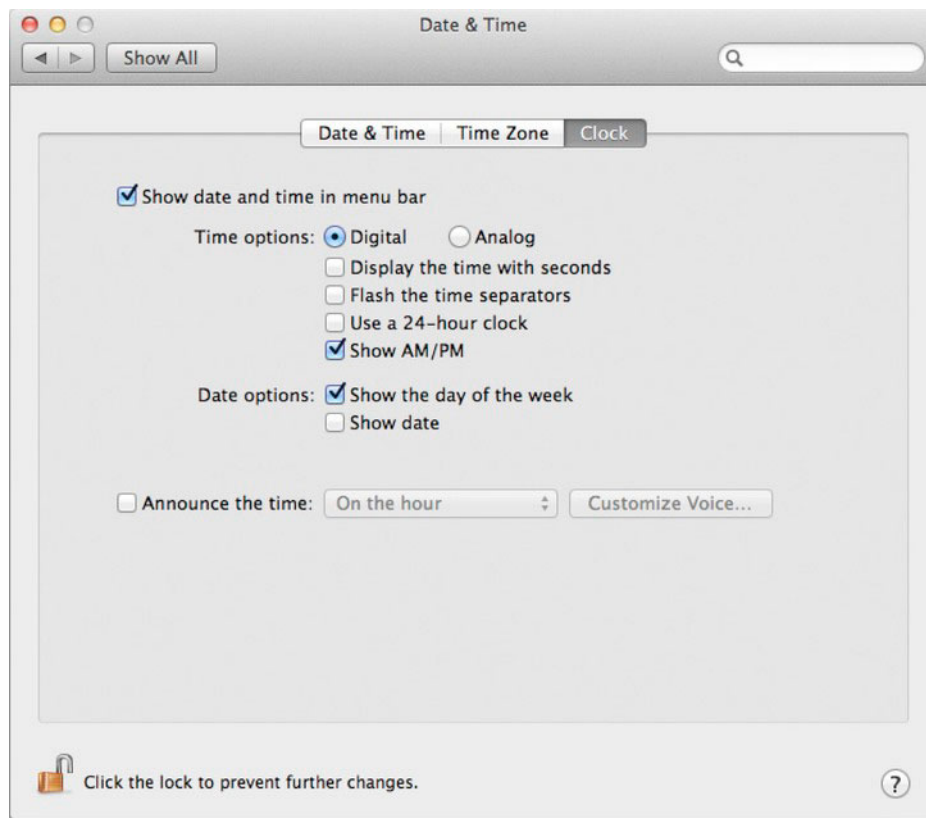 Date & Time
Show All
Date & Time Time Zone Clock
Show date and time in menu bar
Time options: Digital Analog
Display the time with seconds
Flash the time separators
Use a 24-hour clock
Show AM/PM
Date options: Show the day of the week
Show date
Announce the time: On the hour Customize Voice...
Click the lock to prevent further changes. ?